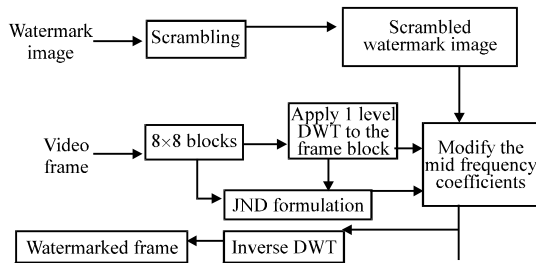 Watermark
image
Scrambling
Scrambled
watermark image
Video
frame
8×8 blocks
Apply 1 level
DWT to the
frame block
Modify the
mid frequency
coefficients
JND formulation
Watermarked frame
Inverse DWT